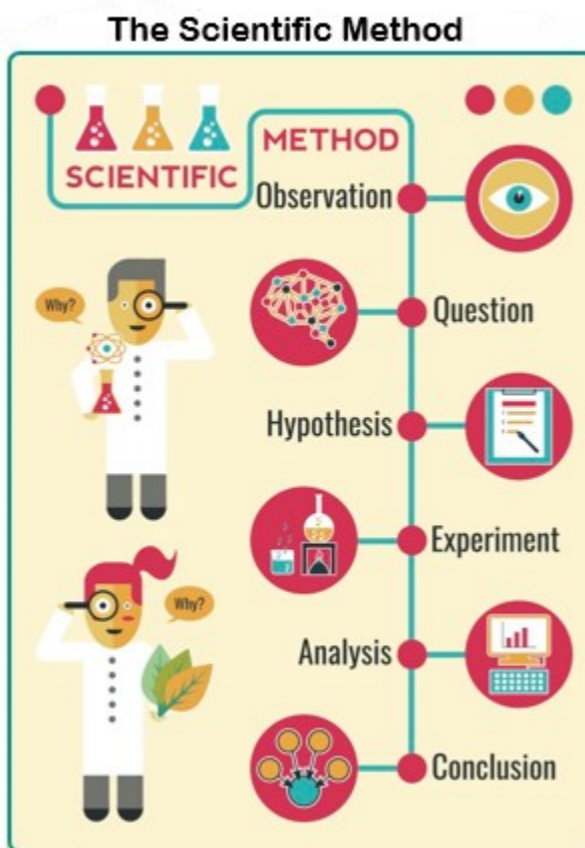 The Scientific Method
METHOD
SCIENTIFIC
Observation
Why?
Question
Hypothesis
Experiment
Why?
Analysis
Conclusion